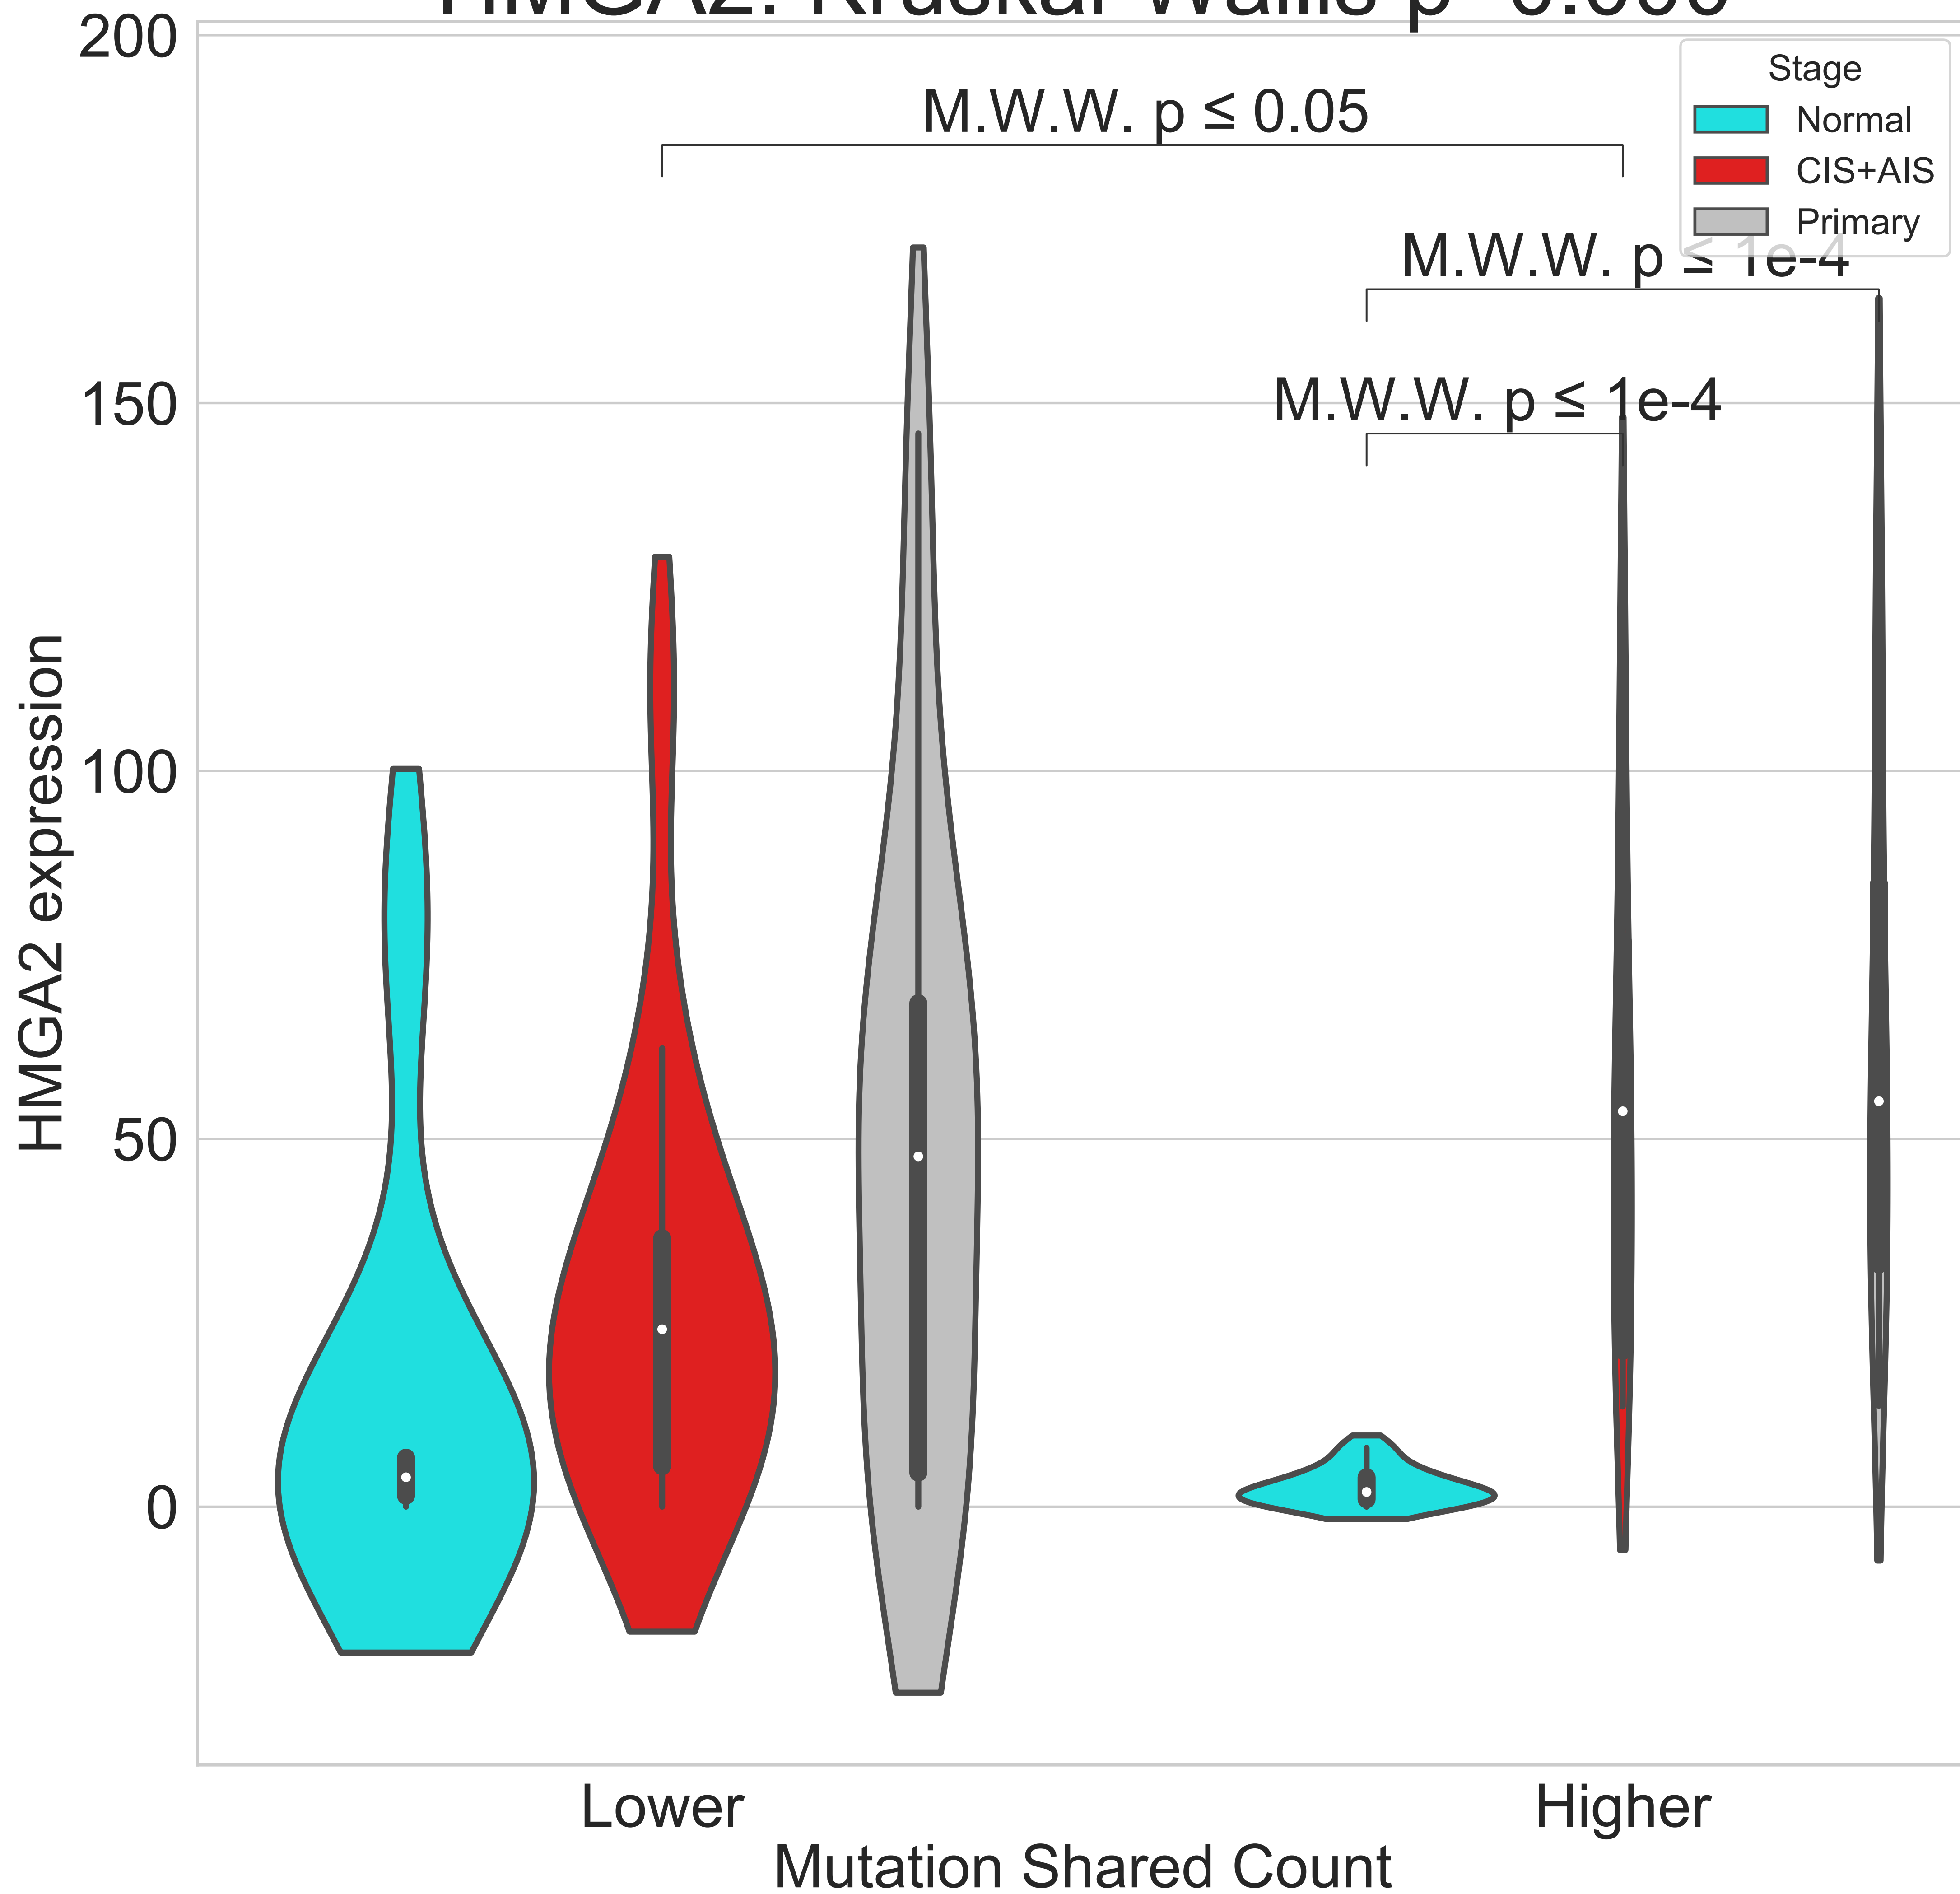 HMGA2: Kruskal-Wallis p=0.000
200
M.W.W. p ≤ 0.05
Stage
Normal
CIS+AIS
Primary
M.W.W. p ≤ 1e-4
150
M.W.W. p ≤ 1e-4
100
50
0
HMGA2 expression
Lower
Higher
Mutation Shared Count